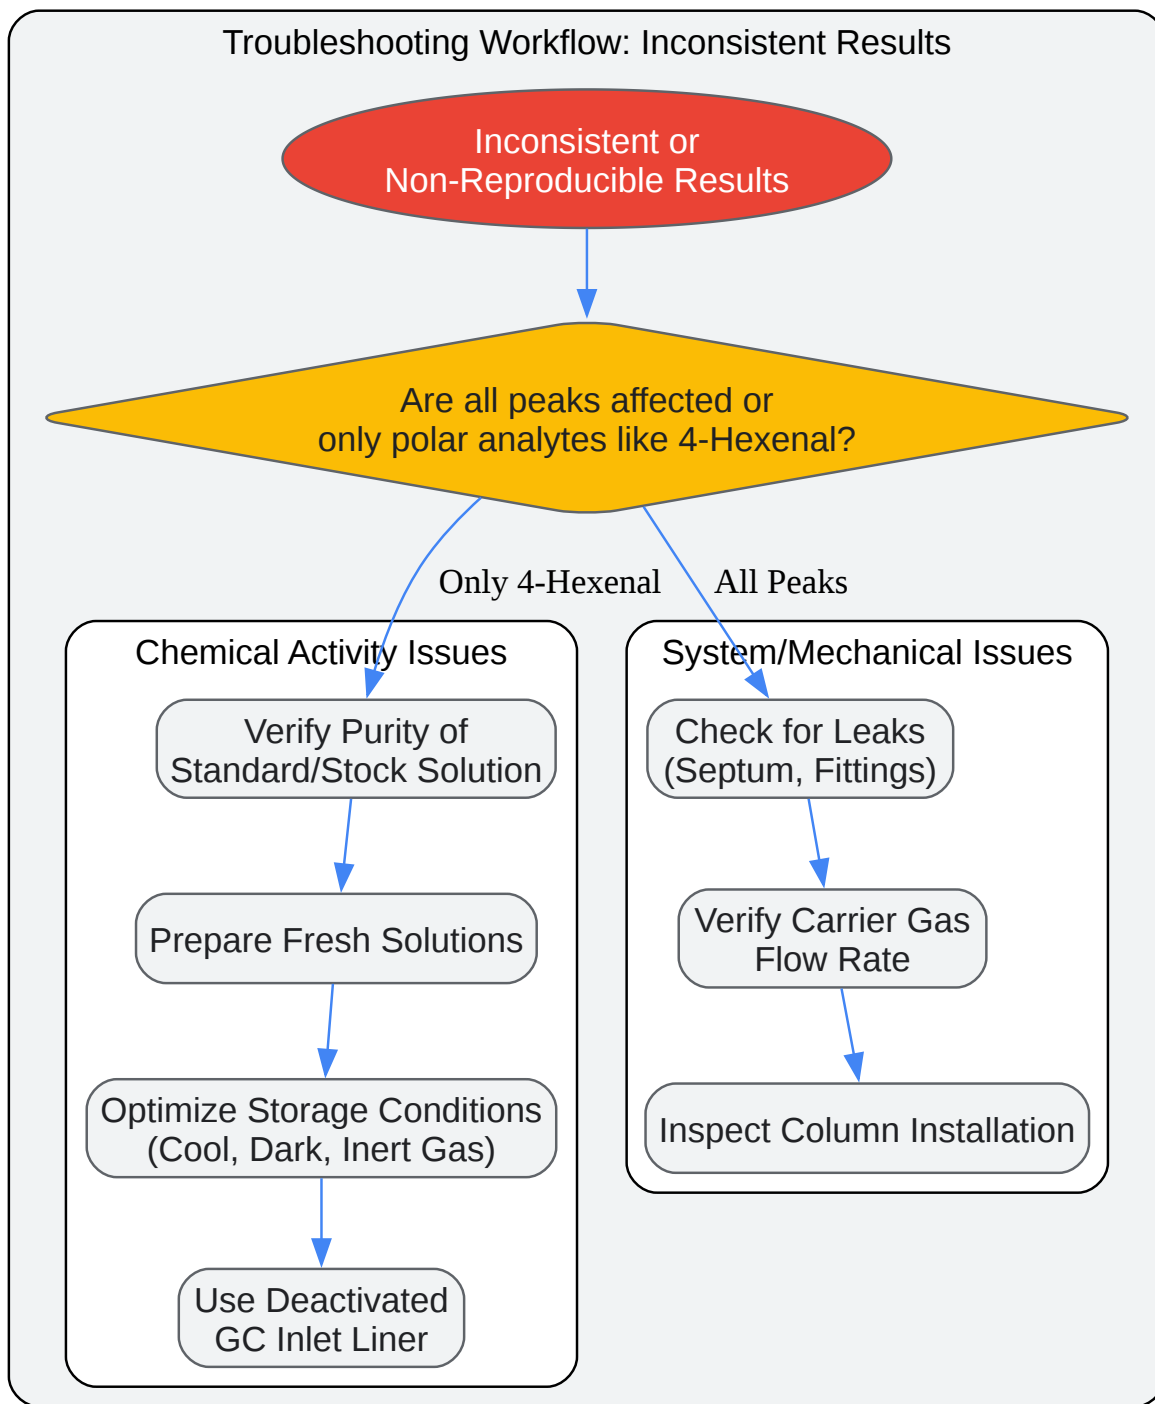 Troubleshooting Workflow: Inconsistent Results
Inconsistent or
Non-Reproducible Results
Are all peaks affected or
only polar analytes like 4-Hexenal?
Only 4-Hexenal
All Peaks
Chemical Activity Issues
Verify Purity of
Standard/Stock Solution
Prepare Fresh Solutions
Optimize Storage Conditions
(Cool, Dark, Inert Gas)
Use Deactivated
GC Inlet Liner
System/Mechanical Issues
Check for Leaks
(Septum, Fittings)
Verify Carrier Gas
Flow Rate
Inspect Column Installation